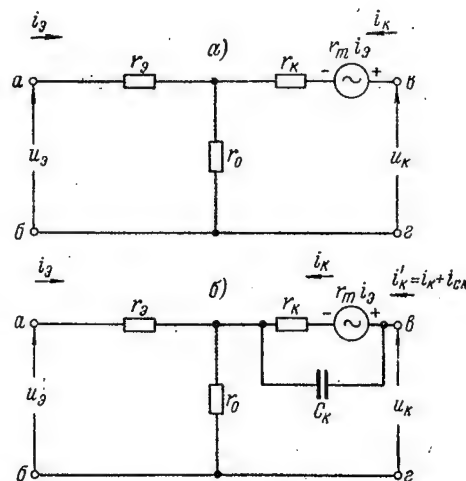 iэ
iк
а)
rэ
rк
rm iэ
а
- +
в
uэ
r0
uк
б
г
iэ
б)
iк
rm iэ
i'к=iк+iск
а
rэ
rк
- +
в
uэ
r0
Cк
uк
б
г